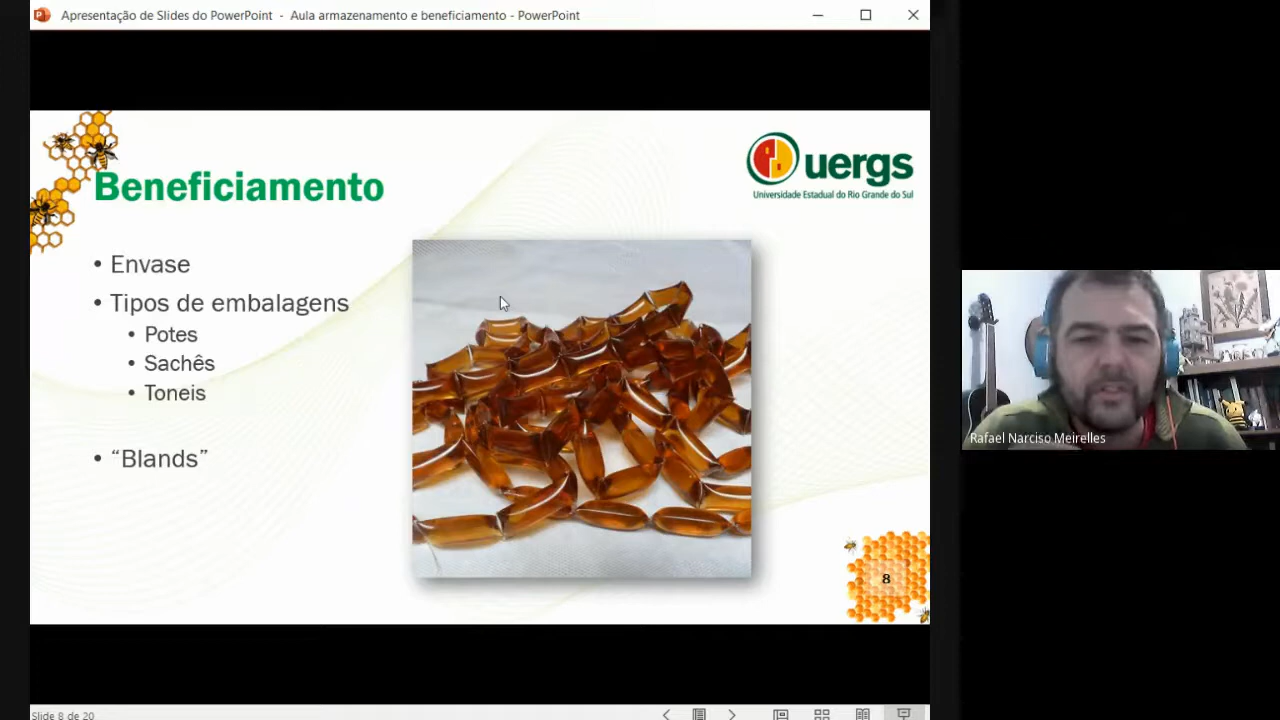 Apresentação de Slides do PowerPoint - Aula armazenamento e beneficiamento - PowerPoint
Beneficiamento
uergs
Universidade Estadual do Rio Grande do Sul
• Envase
• Tipos de embalagens
• Potes
• Sachês
• Toneis
• “Blands”
8
Rafael Narciso Meirelles
Slide 8 de 20